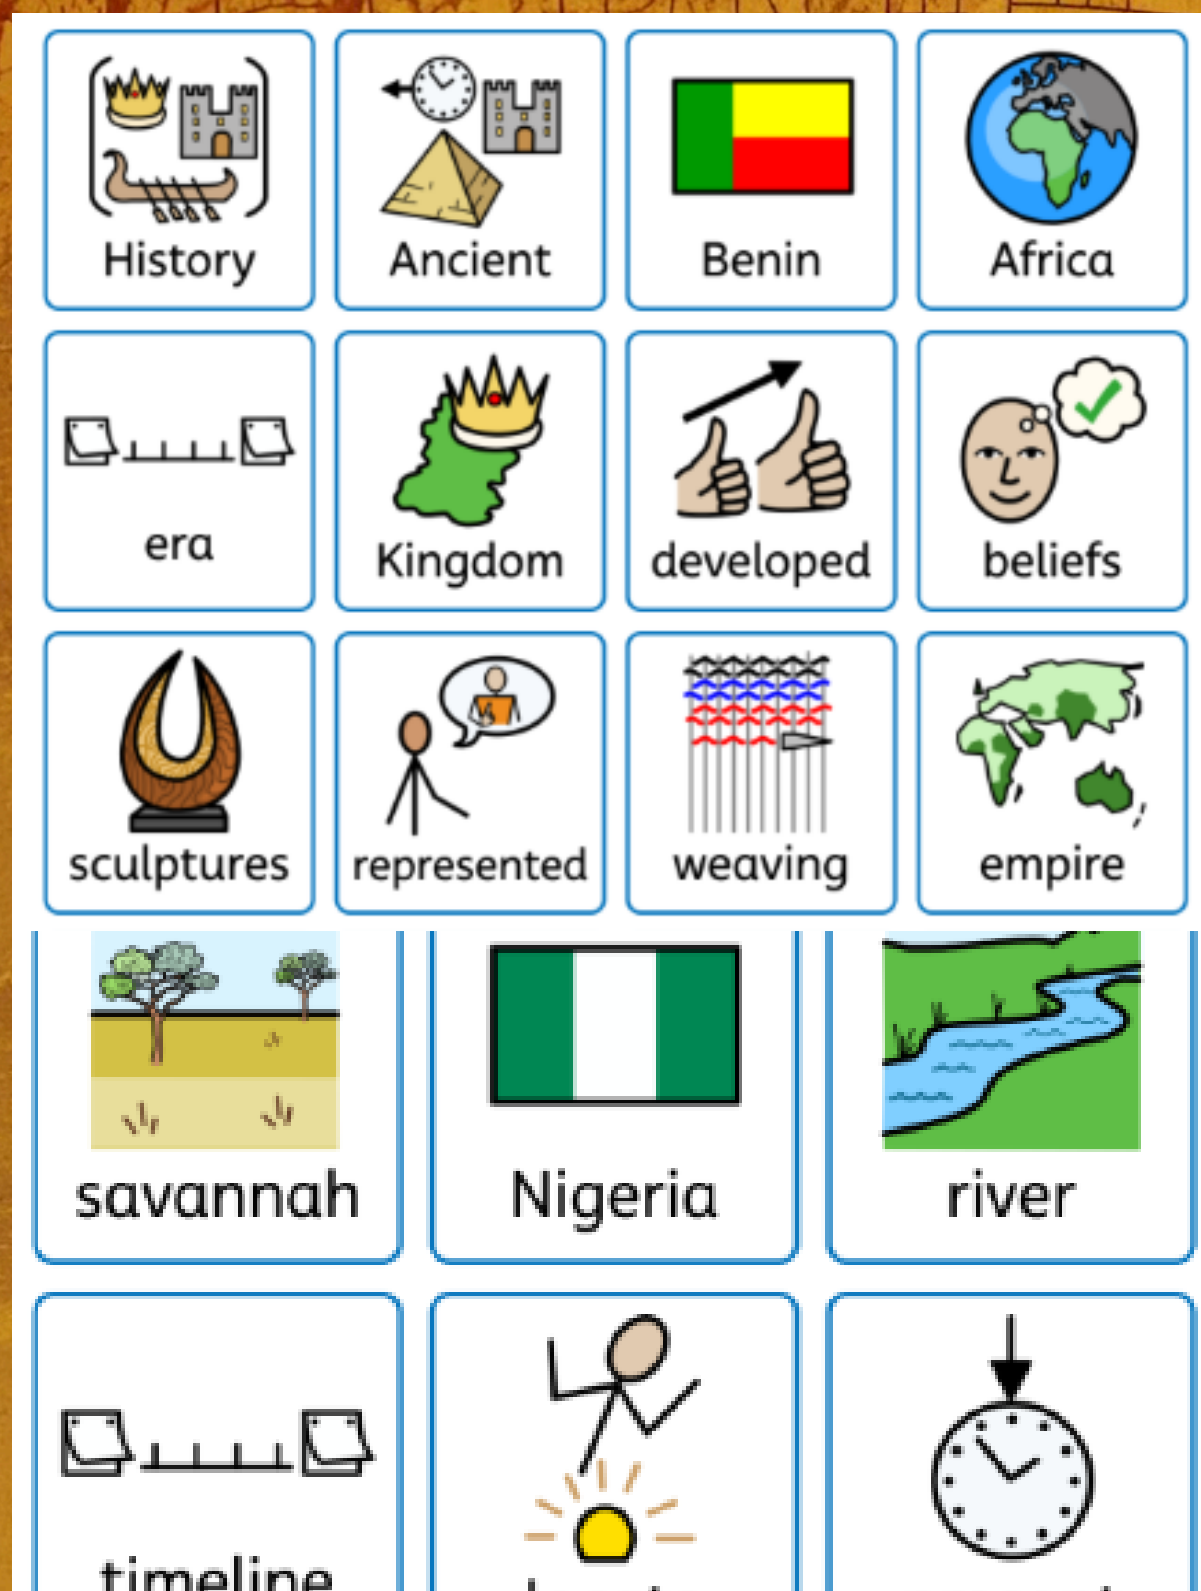 History
Ancient
Benin
Africa
era
Kingdom
developed
beliefs
sculptures
represented
weaving
empire
savannah
Nigeria
river
timeline